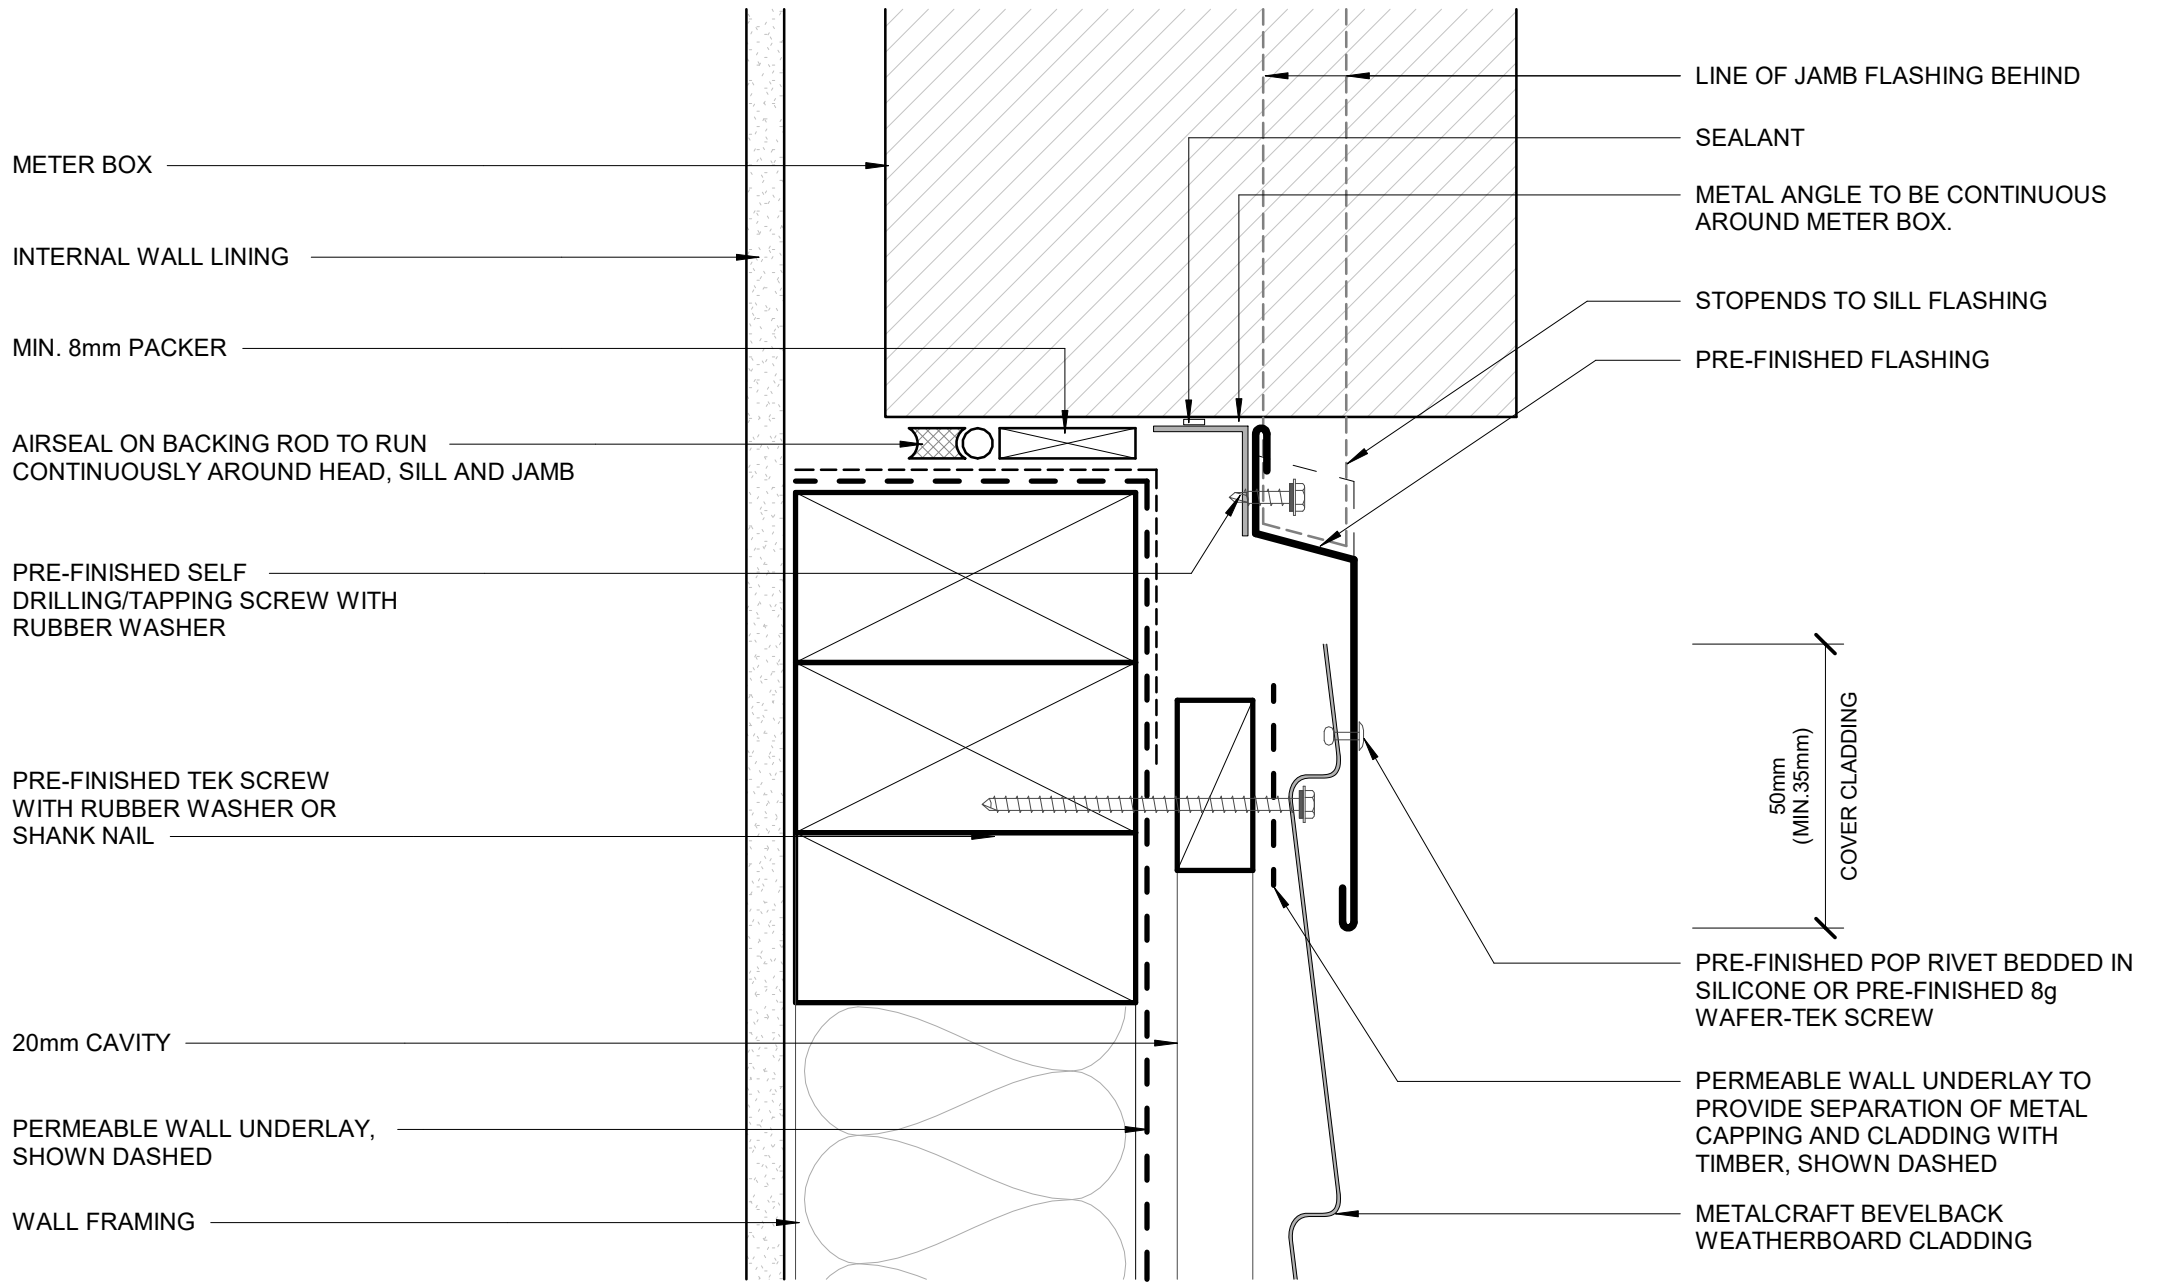 METER BOX
INTERNAL WALL LINING
MIN. 8mm PACKER
AIRSEAL ON BACKING ROD TO RUN
CONTINUOUSLY AROUND HEAD, SILL AND JAMB
PRE-FINISHED SELF
DRILLING/TAPPING SCREW WITH
RUBBER WASHER
PRE-FINISHED TEK SCREW
WITH RUBBER WASHER OR
SHANK NAIL
20mm CAVITY
PERMEABLE WALL UNDERLAY,
SHOWN DASHED
WALL FRAMING
LINE OF JAMB FLASHING BEHIND
SEALANT
METAL ANGLE TO BE CONTINUOUS
AROUND METER BOX.
STOPENDS TO SILL FLASHING
PRE-FINISHED FLASHING
50mm
(MIN.35mm)
COVER CLADDING
PRE-FINISHED POP RIVET BEDDED IN
SILICONE OR PRE-FINISHED 8g
WAFER-TEK SCREW
PERMEABLE WALL UNDERLAY TO
PROVIDE SEPARATION OF METAL
CAPPING AND CLADDING WITH
TIMBER, SHOWN DASHED
METALCRAFT BEVELBACK
WEATHERBOARD CLADDING